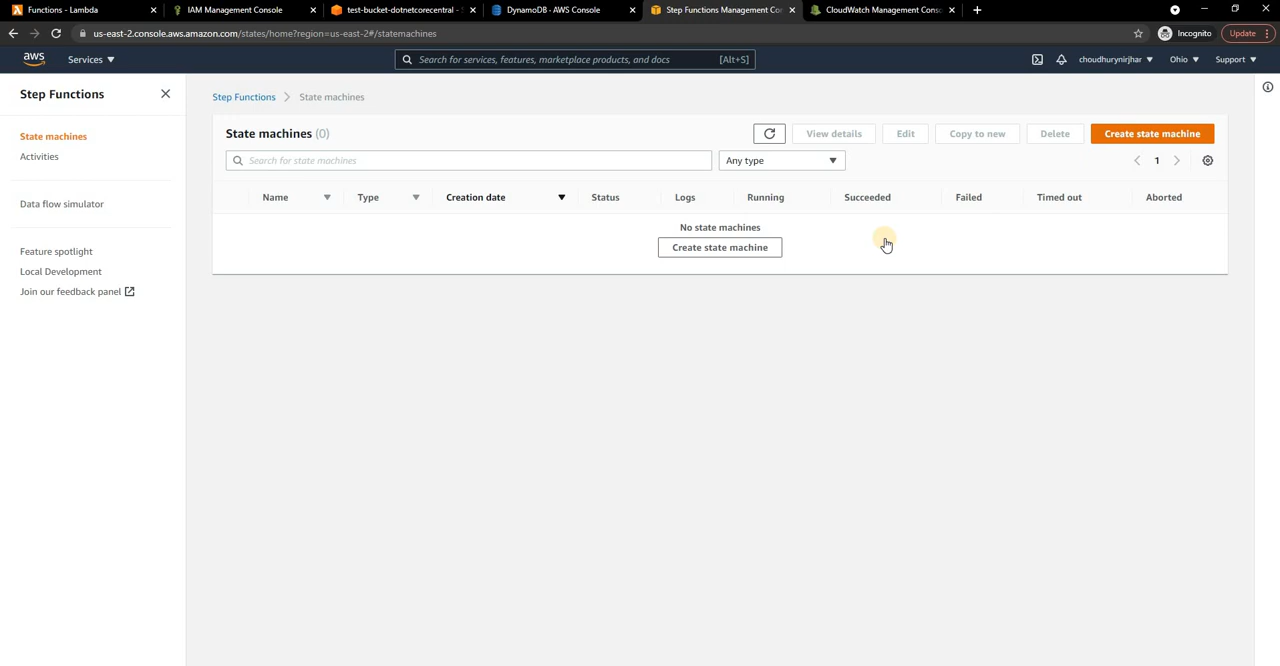 Functions - Lambda
IAM Management Console
test-bucket-dotnetcorecentral - S
DynamoDB - AWS Console
Step Functions Management Con
CloudWatch Management Conso
us-east-2.console.aws.amazon.com/states/home?region=us-east-2#/statemachines
Incognito
Update
aws
Services
Search for services, features, marketplace products, and docs
[Alt+S]
choudhurynirjhar
Ohio
Support
Step Functions
State machines
Activities
Data flow simulator
Feature spotlight
Local Development
Join our feedback panel
Step Functions
State machines
State machines (0)
View details
Edit
Copy to new
Delete
Create state machine
Search for state machines
Any type
1
Name
Type
Creation date
Status
Logs
Running
Succeeded
Failed
Timed out
Aborted
No state machines
Create state machine